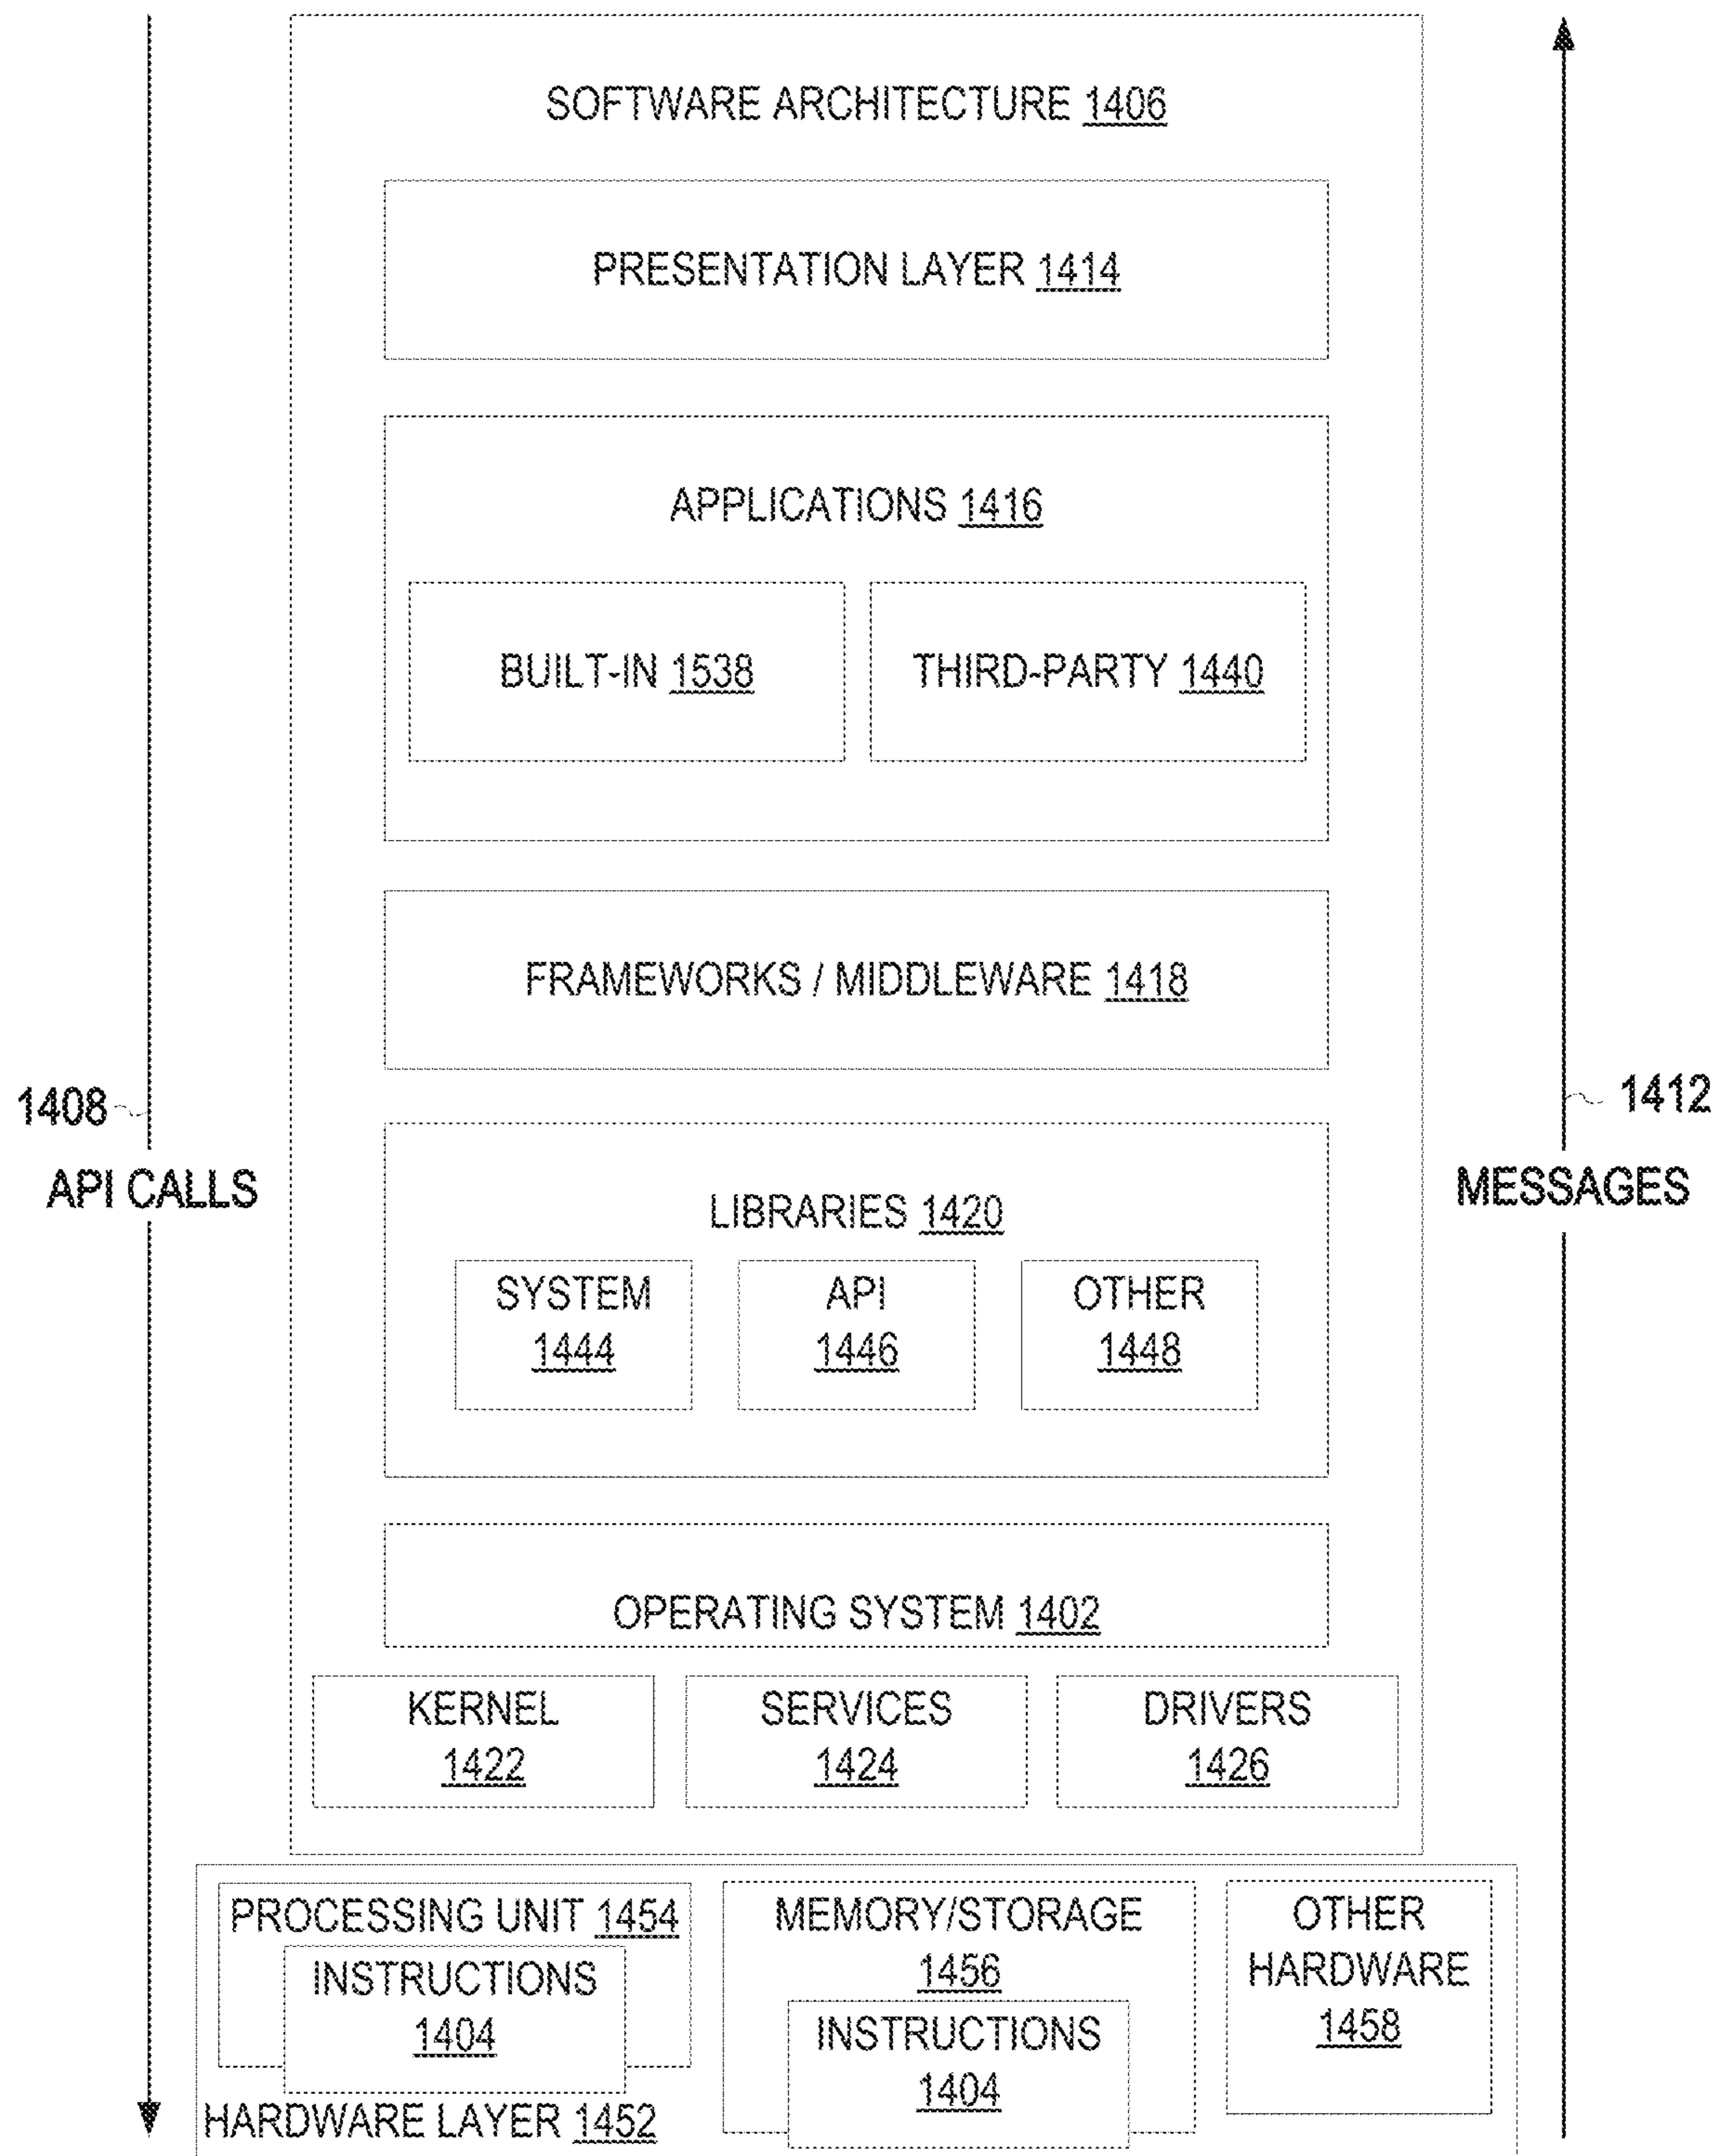 SOFTWARE ARCHITECTURE 1406
PRESENTATION LAYER 1414
APPLICATIONS 1416
BUILT-IN 1538
THIRD-PARTY 1440
FRAMEWORKS / MIDDLEWARE 1418
1408
API CALLS
1412
MESSAGES
LIBRARIES 1420
SYSTEM
1444
API
1446
OTHER
1448
OPERATING SYSTEM 1402
KERNEL
1422
SERVICES
1424
DRIVERS
1426
PROCESSING UNIT 1454
INSTRUCTIONS
1404
MEMORY/STORAGE
1456
INSTRUCTIONS
1404
OTHER
HARDWARE
1458
HARDWARE LAYER 1452